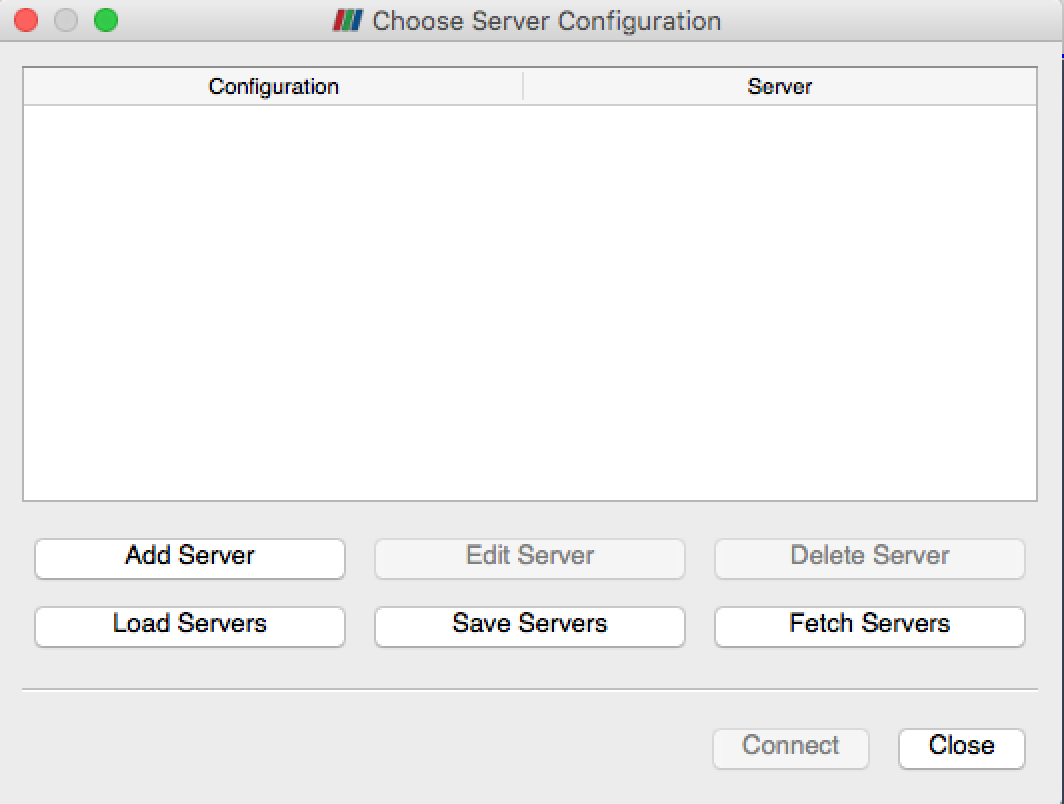 Choose Server Configuration
Configuration Server
Add Server Edit Server Delete Server
Load Servers Save Servers Fetch Servers
Connect Close